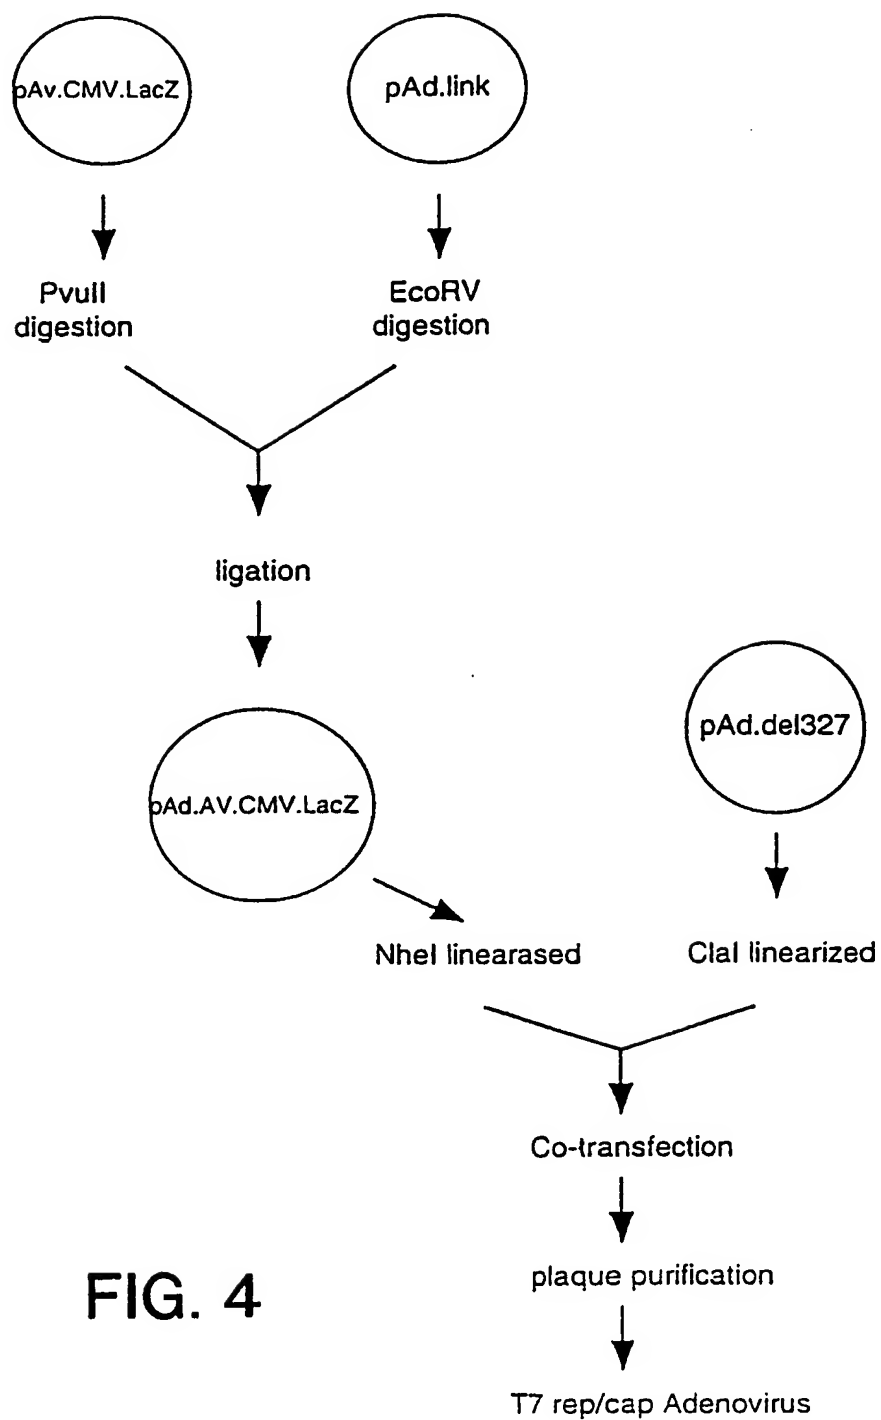 pAv.CMV.LacZ
pAd.link
PvuII
digestion
EcoRV
digestion
ligation
pAd.AV.CMV.LacZ
pAd.del327
NheI linearased
ClaI linearized
Co-transfection
plaque purification
T7 rep/cap Adenovirus
FIG. 4